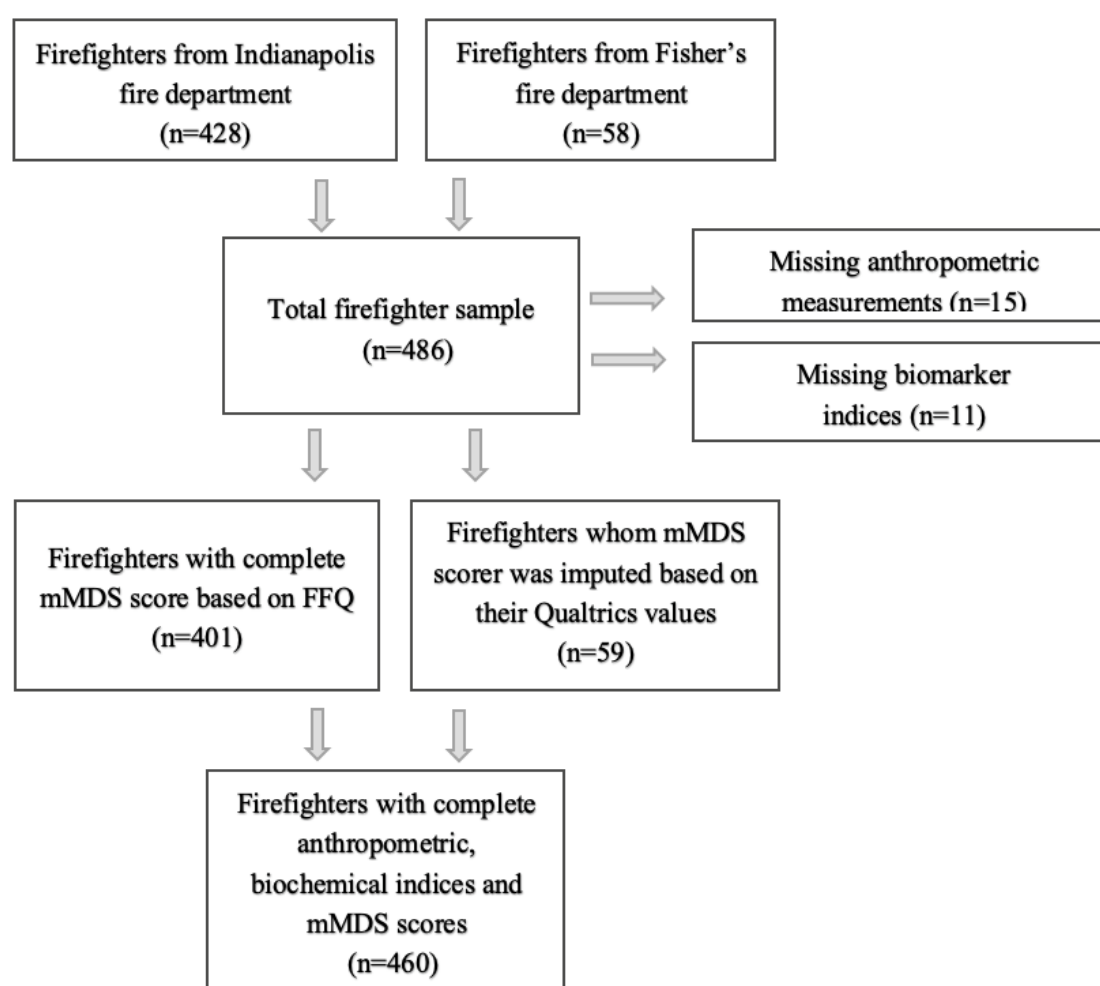 Firefighters from Indianapolis
fire department
(n=428)
Firefighters from Fisher’s
fire department
(n=58)
Total firefighter sample
(n=486)
Missing anthropometric
measurements (n=15)
Missing biomarker
indices (n=11)
Firefighters with complete
mMDS score based on FFQ
(n=401)
Firefighters whom mMDS
scorer was imputed based on
their Qualtrics values
(n=59)
Firefighters with complete
anthropometric,
biochemical indices and
mMDS scores
(n=460)